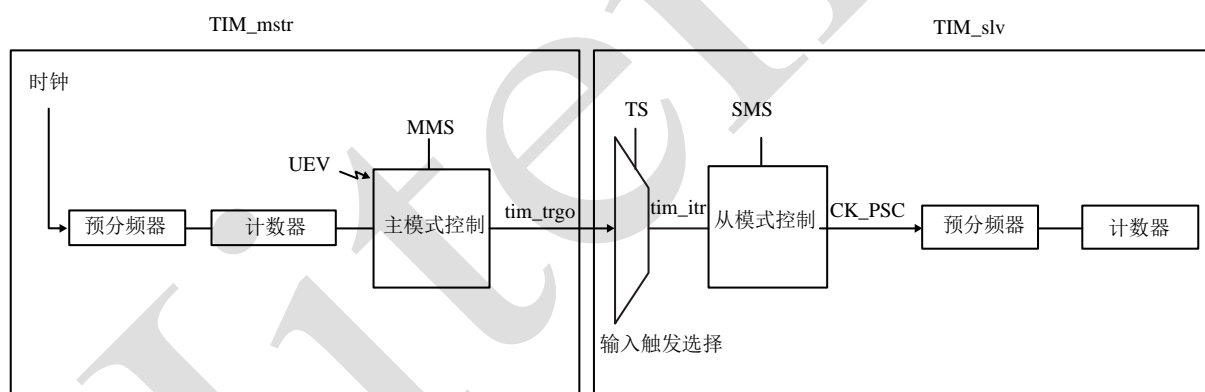 TIM_mstr
TIM_slv
时钟
TS
SMS
MMS
UEV
预分频器
计数器
主模式控制
tim_trgo
tim_itr
从模式控制
CK_PSC
预分频器
计数器
输入触发选择